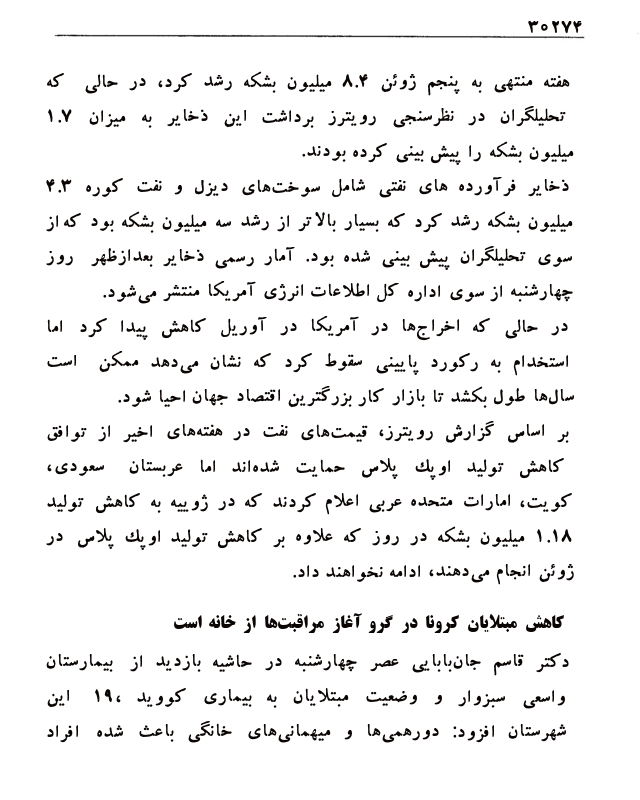 ۳۰۲۷۴
هفته منتهی به پنجم ژوئن ۸.۴ میلیون بشکه رشد کرد، در حالی که
تحلیلگران در نظرسنجی رویترز برداشت این ذخایر به میزان ۱.۷
میلیون بشکه را پیش بینی کرده بودند.
ذخایر فرآورده های نفتی شامل سوخت‌های دیزل و نفت کوره ۴.۳
میلیون بشکه رشد کرد که بسیار بالاتر از رشد سه میلیون بشکه بود که از
سوی تحلیلگران پیش بینی شده بود. آمار رسمی ذخایر بعدازظهر روز
چهارشنبه از سوی اداره کل اطلاعات انرژی آمریکا منتشر می‌شود.
در حالی که اخراج‌ها در آمریکا در آوریل کاهش پیدا کرد اما
استخدام به رکورد پایینی سقوط کرد که نشان می‌دهد ممکن است
سال‌ها طول بکشد تا بازار کار بزرگترین اقتصاد جهان احیا شود.
بر اساس گزارش رویترز، قیمت‌های نفت در هفته‌های اخیر از توافق
کاهش تولید اوپك پلاس حمایت شده‌اند اما عربستان سعودی،
کویت، امارات متحده عربی اعلام کردند که در ژوییه به کاهش تولید
۱.۱۸ میلیون بشکه در روز که علاوه بر کاهش تولید اوپك پلاس در
ژوئن انجام می‌دهند، ادامه نخواهند داد.
کاهش مبتلایان کرونا در گرو آغاز مراقبت‌ها از خانه است
دکتر قاسم جان‌بابایی عصر چهارشنبه در حاشیه بازدید از بیمارستان
واسعی سبزوار و وضعیت مبتلایان به بیماری کووید ،۱۹ این
شهرستان افزود: دورهمی‌ها و میهمانی‌های خانگی باعث شده افراد